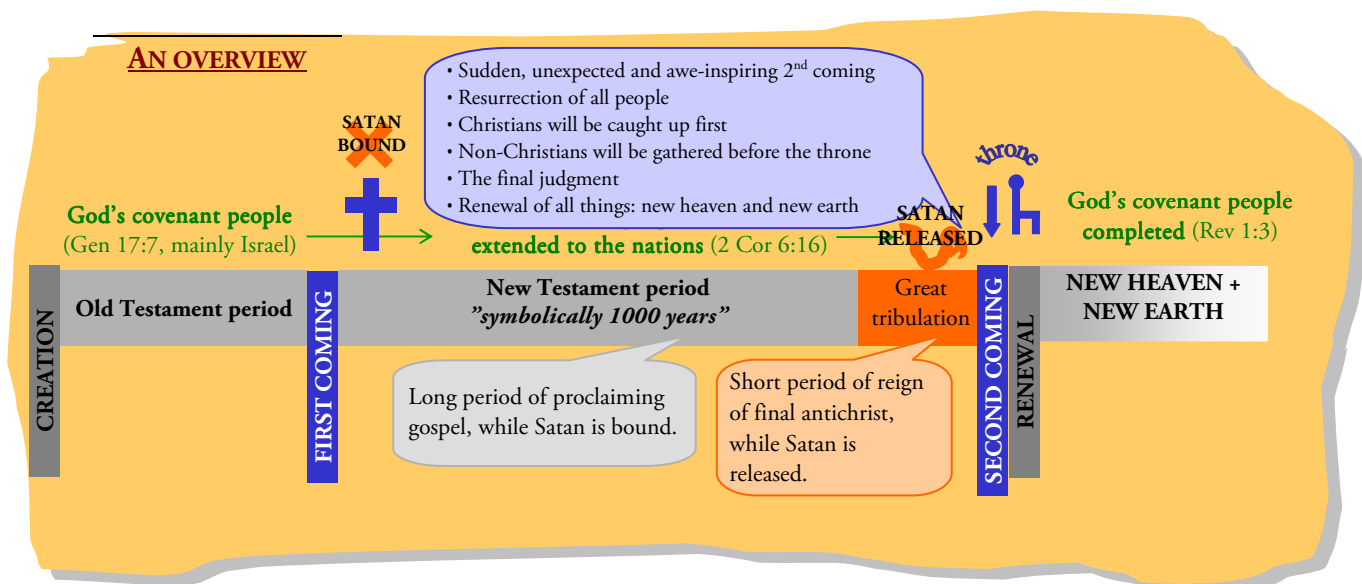 AN OVERVIEW
• Sudden, unexpected and awe-inspiring 2nd coming
• Resurrection of all people
• Christians will be caught up first
• Non-Christians will be gathered before the throne
• The final judgment
• Renewal of all things: new heaven and new earth
SATAN
BOUND
throne
God's covenant people
(Gen 17:7, mainly Israel)
extended to the nations (2 Cor 6:16)
SATAN
RELEASED
God's covenant people
completed (Rev 1:3)
CREATION
Old Testament period
FIRST COMING
New Testament period
"symbolically 1000 years"
Great
tribulation
SECOND COMING
RENEWAL
NEW HEAVEN +
NEW EARTH
Long period of proclaiming
gospel, while Satan is bound.
Short period of reign
of final antichrist,
while Satan is
released.